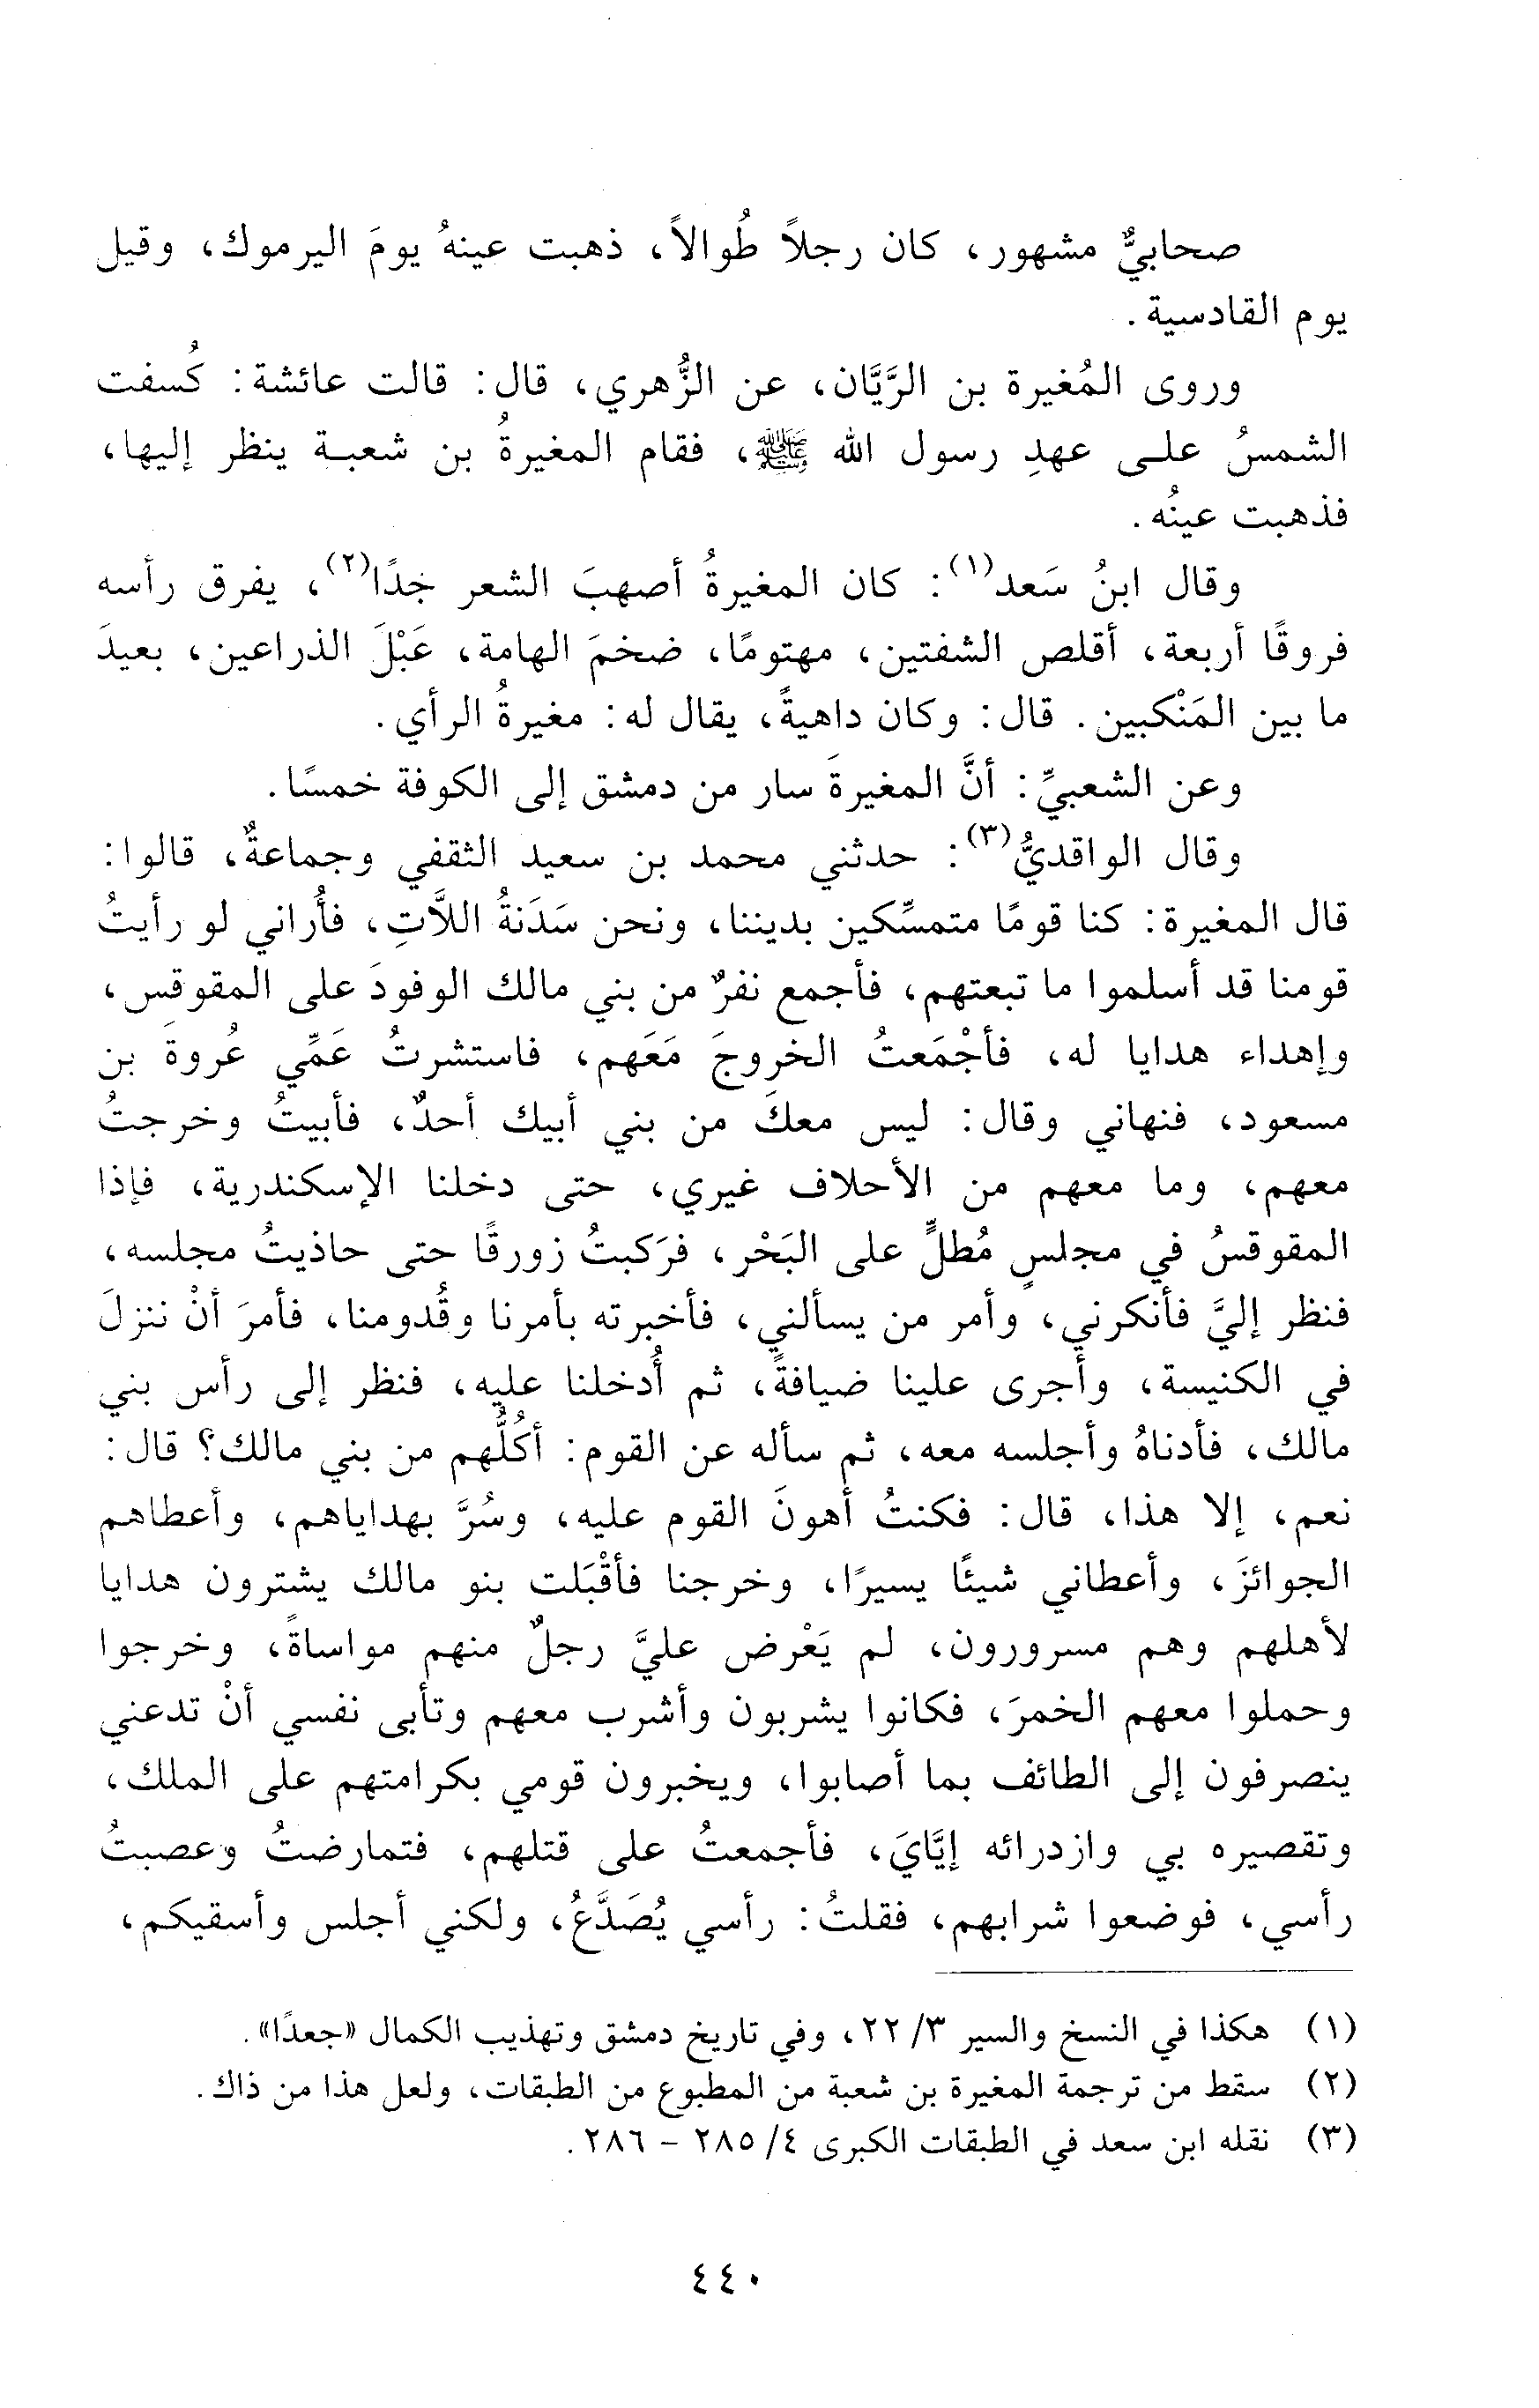 صحابيٌّ مشهور، كان رجلاً طُوالاً، ذهبت عينهُ يومَ اليرموك، وقيل
يوم القادسية.
وروى المُغيرة بن الرَّيَّان، عن الزُّهري، قال: قالت عائشة: كُسفت
الشمسُ على عهدِ رسول الله ﷺ، فقام المغيرةُ بن شعبة ينظر إليها،
فذهبت عينُه.
وقال ابنُ سَعد(١): كان المغيرةُ أصهبَ الشعر جَدًا(٢)، يفرق رأسه
فروقًا أربعة، أقلص الشفتين، مهتومًا، ضخمَ الهامة، عَبْلَ الذراعين، بعيدَ
ما بين المَنْكبين. قال: وكان داهيةً، يقال له: مغيرةُ الرأي.
وعن الشعبيِّ: أنَّ المغيرةَ سار من دمشق إلى الكوفة خمسًا.
وقال الواقديُّ(٣): حدثني محمد بن سعيد الثقفي وجماعةٌ، قالوا:
قال المغيرة: كنا قومًا متمسِّكين بديننا، ونحن سَدَنةُ اللاَّتِ، فأُراني لو رأيتُ
قومنا قد أسلموا ما تبعتهم، فأجمع نفرٌ من بني مالك الوفودَ على المقوقس،
وإهداء هدايا له، فأجْمَعتُ الخروجَ مَعَهم، فاستشرتُ عَمِّي عُروةَ بن
مسعود، فنهاني وقال: ليس معكَ من بني أبيك أحدٌ، فأبيتُ وخرجتُ
معهم، وما معهم من الأحلاف غيري، حتى دخلنا الإسكندرية، فإذا
المقوقسُ في مجلسٍ مُطلٍّ على البَحْرِ، فرَكبتُ زورقًا حتى حاذيتُ مجلسه،
فنظر إليَّ فأنكرني، وأمر من يسألني، فأخبرته بأمرنا وقُدومنا، فأمرَ أنْ ننزلَ
في الكنيسة، وأجرى علينا ضيافةً، ثم أُدخلنا عليه، فنظر إلى رأس بني
مالك، فأدناهُ وأجلسه معه، ثم سأله عن القوم: أكُلُّهم من بني مالك؟ قال:
نعم، إلا هذا، قال: فكنتُ أهونَ القوم عليه، وسُرَّ بهداياهم، وأعطاهم
الجوائزَ، وأعطاني شيئًا يسيرًا، وخرجنا فأقْبَلت بنو مالك يشترون هدايا
لأهلهم وهم مسرورون، لم يَعْرض عليَّ رجلٌ منهم مواساةً، وخرجوا
وحملوا معهم الخمرَ، فكانوا يشربون وأشرب معهم وتأبى نفسي أنْ تدعني
ينصرفون إلى الطائف بما أصابوا، ويخبرون قومي بكرامتهم على الملك،
وتقصيره بي وازدرائه إيَّايَ، فأجمعتُ على قتلهم، فتمارضتُ وعصبتُ
رأسي، فوضعوا شرابهم، فقلتُ: رأسي يُصَدَّعُ، ولكني أجلس وأسقيكم،
(١) هكذا في النسخ والسير ٣/ ٢٢، وفي تاريخ دمشق وتهذيب الكمال «جعدًا».
(٢) سقط من ترجمة المغيرة بن شعبة من المطبوع من الطبقات، ولعل هذا من ذاك.
(٣) نقله ابن سعد في الطبقات الكبرى ٤/ ٢٨٥ - ٢٨٦.
٤٤٠